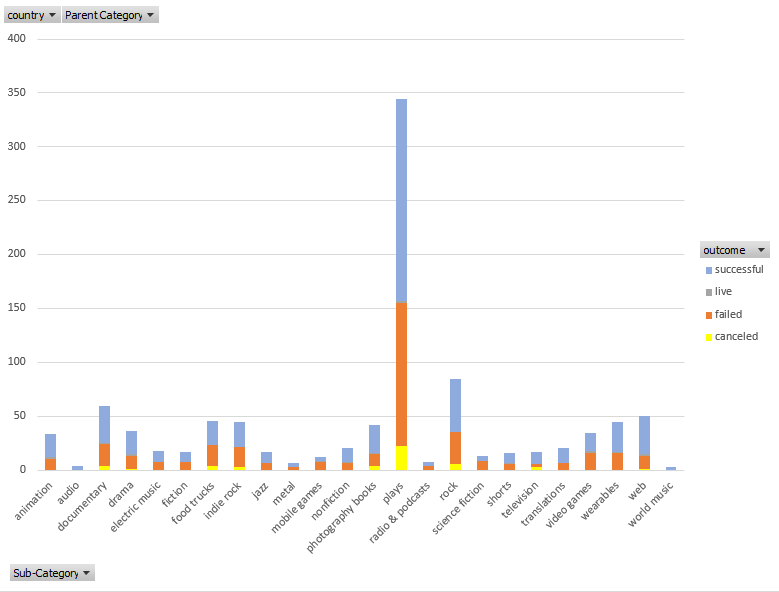 country Parent Category
400
350
300
250
200
150
100
50
0
outcome
successful
live
failed
canceled
animation
audio
documentary
drama
electric music
fiction
food trucks
indie rock
jazz
metal
mobile games
nonfiction
photography books
plays
radio & podcasts
rock
science fiction
shorts
television
translations
video games
wearables
web
world music
Sub-Category